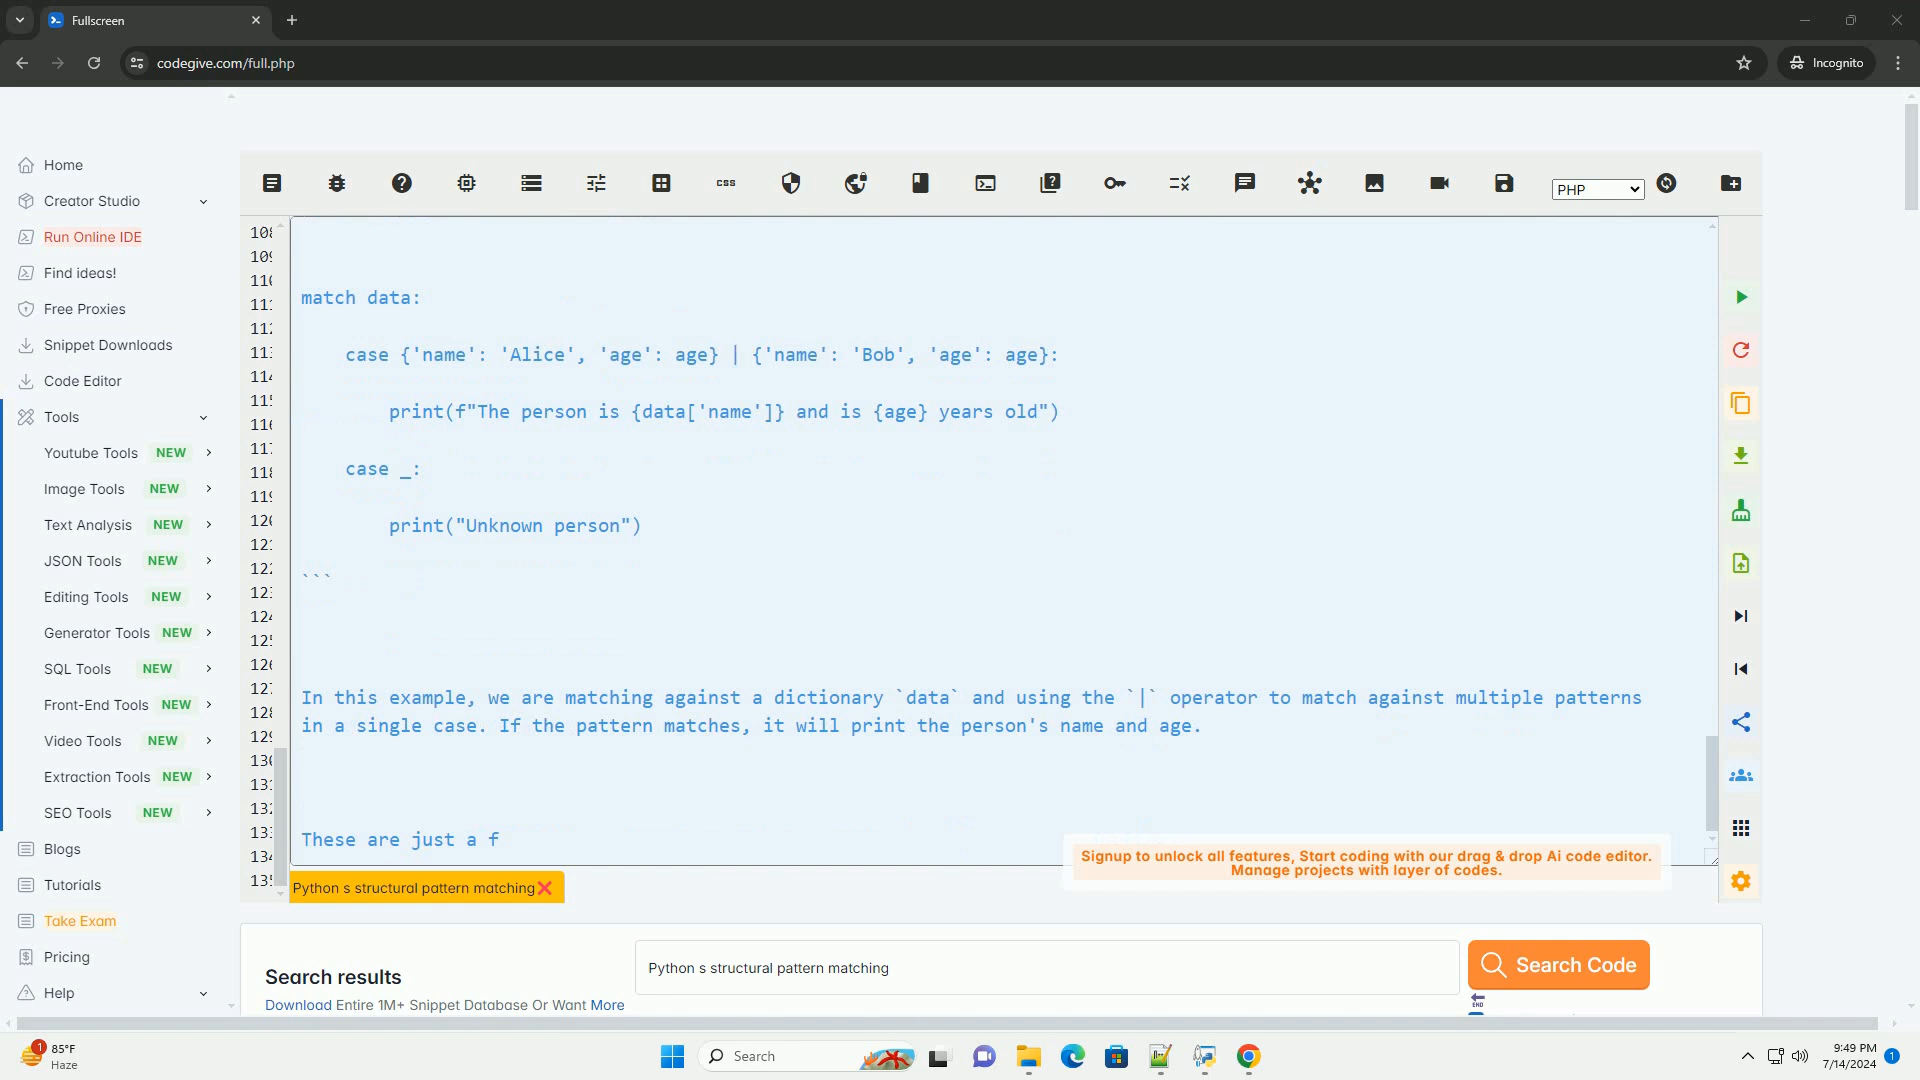 Fullscreen
codegive.com/full.php
Incognito
Home
Creator Studio
Run Online IDE
Find ideas!
Free Proxies
Snippet Downloads
Code Editor
Tools
Youtube Tools NEW
Image Tools NEW
Text Analysis NEW
JSON Tools NEW
Editing Tools NEW
Generator Tools NEW
SQL Tools NEW
Front-End Tools NEW
Video Tools NEW
Extraction Tools NEW
SEO Tools NEW
Blogs
Tutorials
Take Exam
Pricing
Help
CSS
PHP
match data:
case {'name': 'Alice', 'age': age} | {'name': 'Bob', 'age': age}:
print(f"The person is {data['name']} and is {age} years old")
case _:
print("Unknown person")
```
In this example, we are matching against a dictionary `data` and using the `|` operator to match against multiple patterns
in a single case. If the pattern matches, it will print the person's name and age.
These are just a f
Signup to unlock all features, Start coding with our drag & drop Ai code editor.
Manage projects with layer of codes.
Python s structural pattern matching
Search results
Download Entire 1M+ Snippet Database Or Want More
Python s structural pattern matching
Search Code
END
1
85°F
Haze
Search
9:49 PM
7/14/2024
1